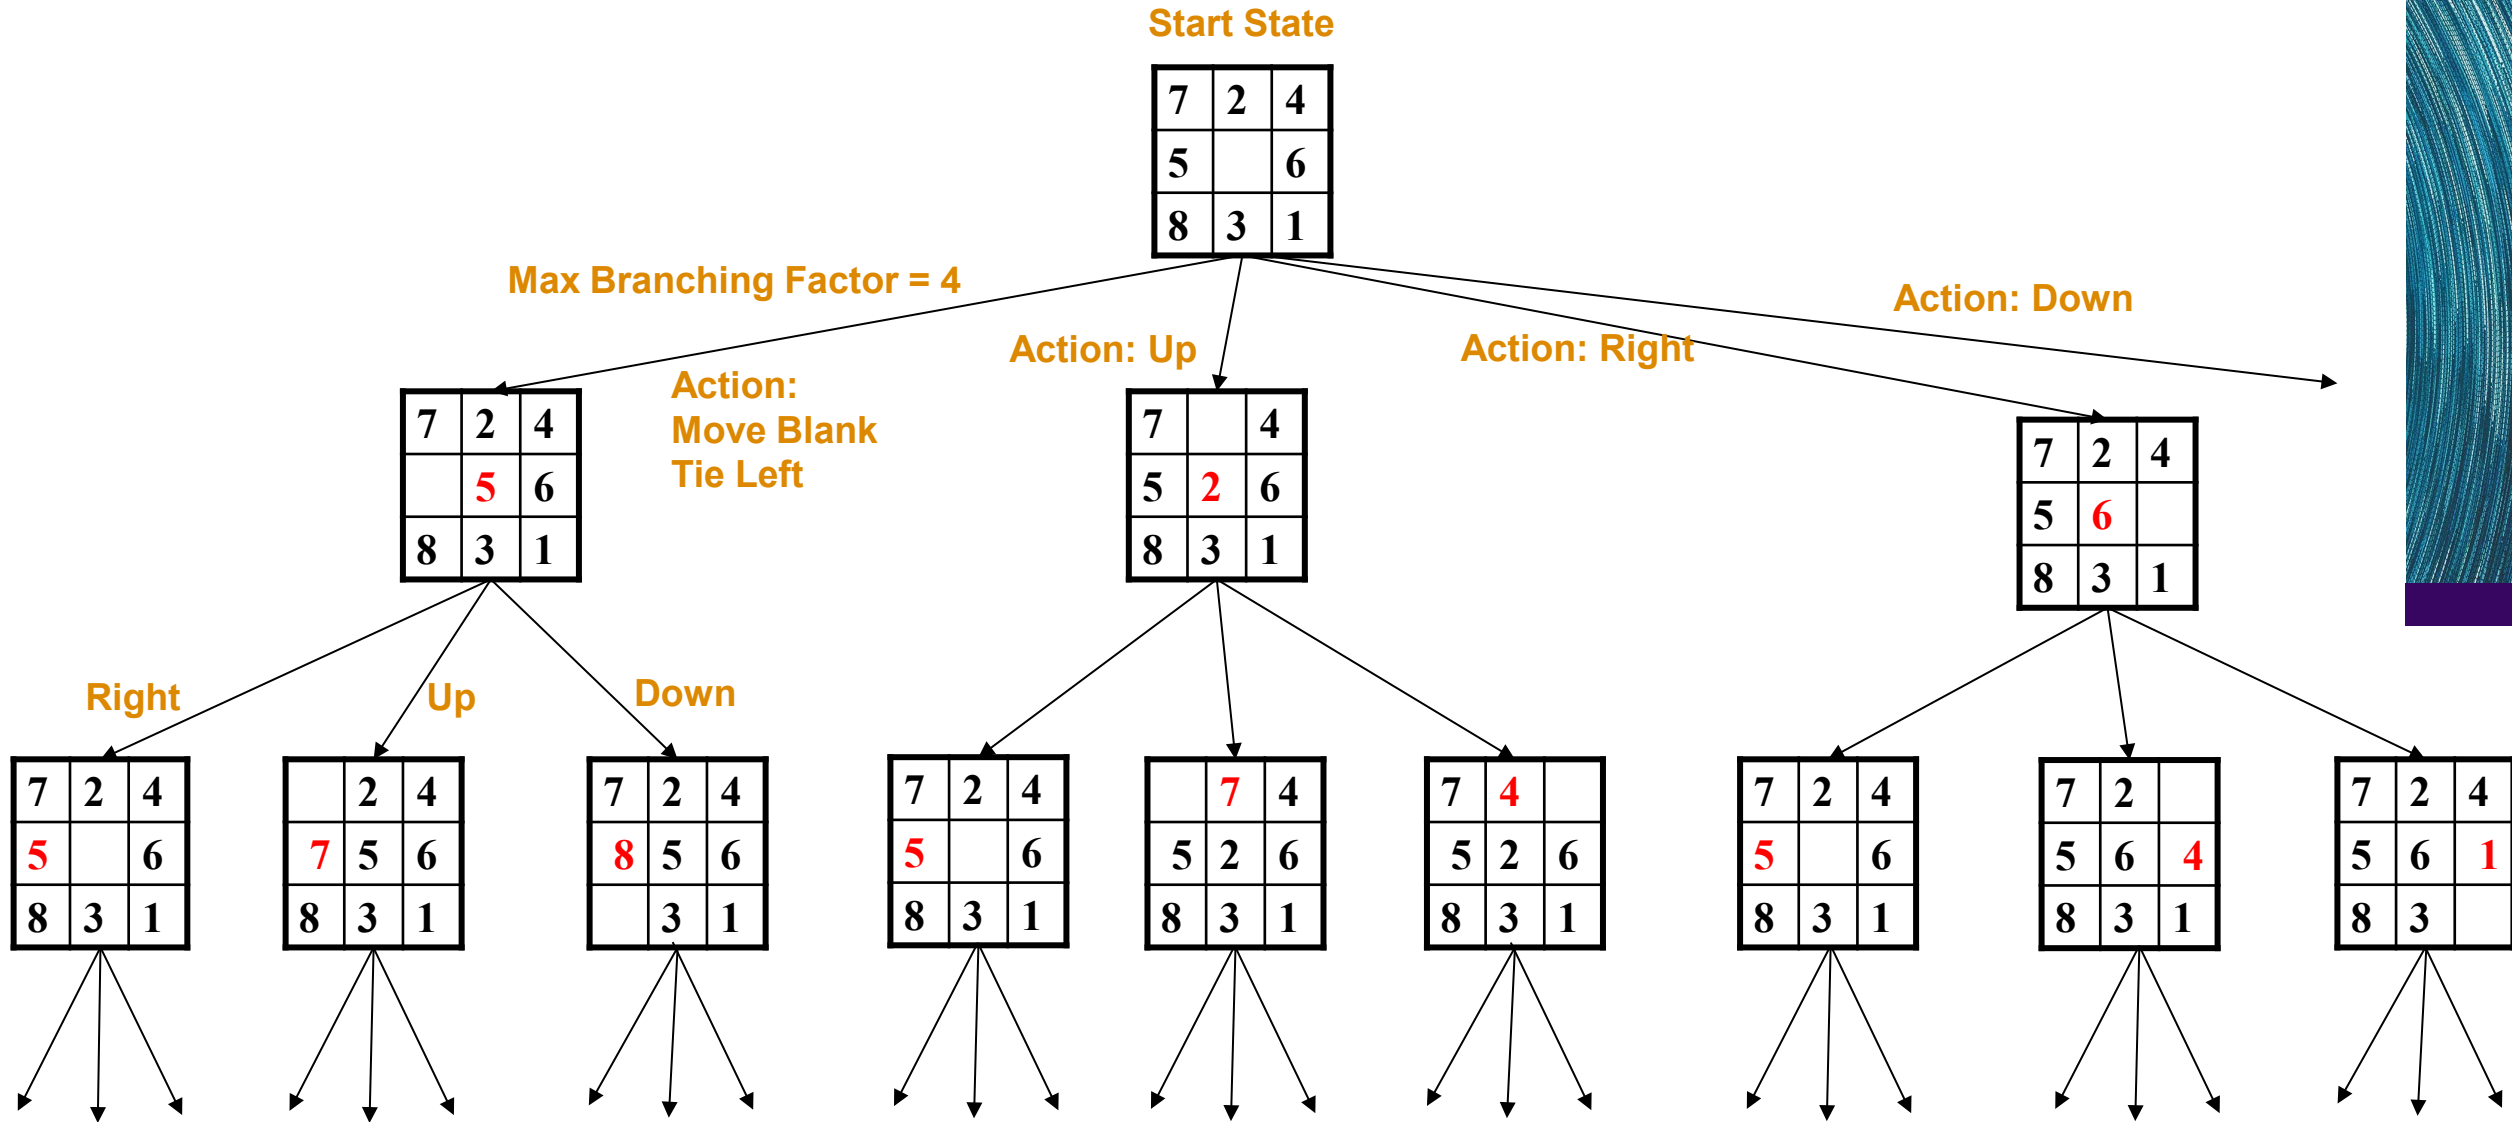 Start State
7 2 4
5 6
8 3 1
Max Branching Factor = 4
Action: Down
Action: Up
Action: Right
Action:
Move Blank
Tie Left
7 2 4
5 6
8 3 1
7 4
5 2 6
8 3 1
7 2 4
5 6
8 3 1
Right
Up
Down
7 2 4
5 6
8 3 1
2 4
7 5 6
8 3 1
7 2 4
8 5 6
3 1
7 2 4
5 6
8 3 1
7 4
5 2 6
8 3 1
7 4
5 2 6
8 3 1
7 2 4
5 6
8 3 1
7 2
5 6 4
8 3 1
7 2 4
5 6 1
8 3